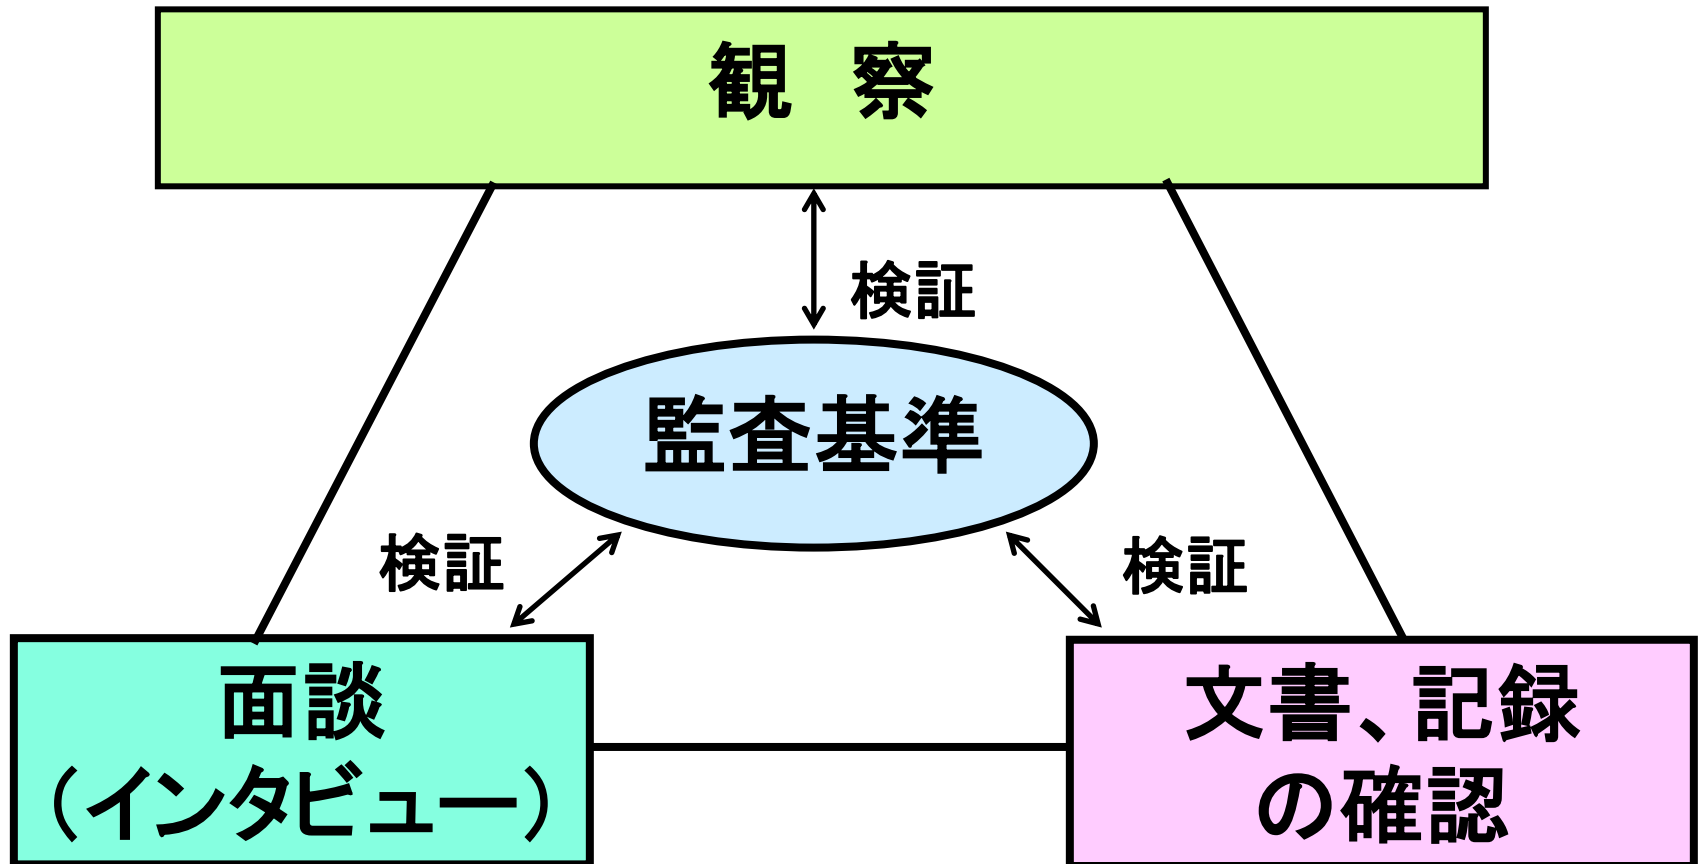 観　察
検証
監査基準
検証
検証
面談
（インタビュー）
文書、記録
の確認